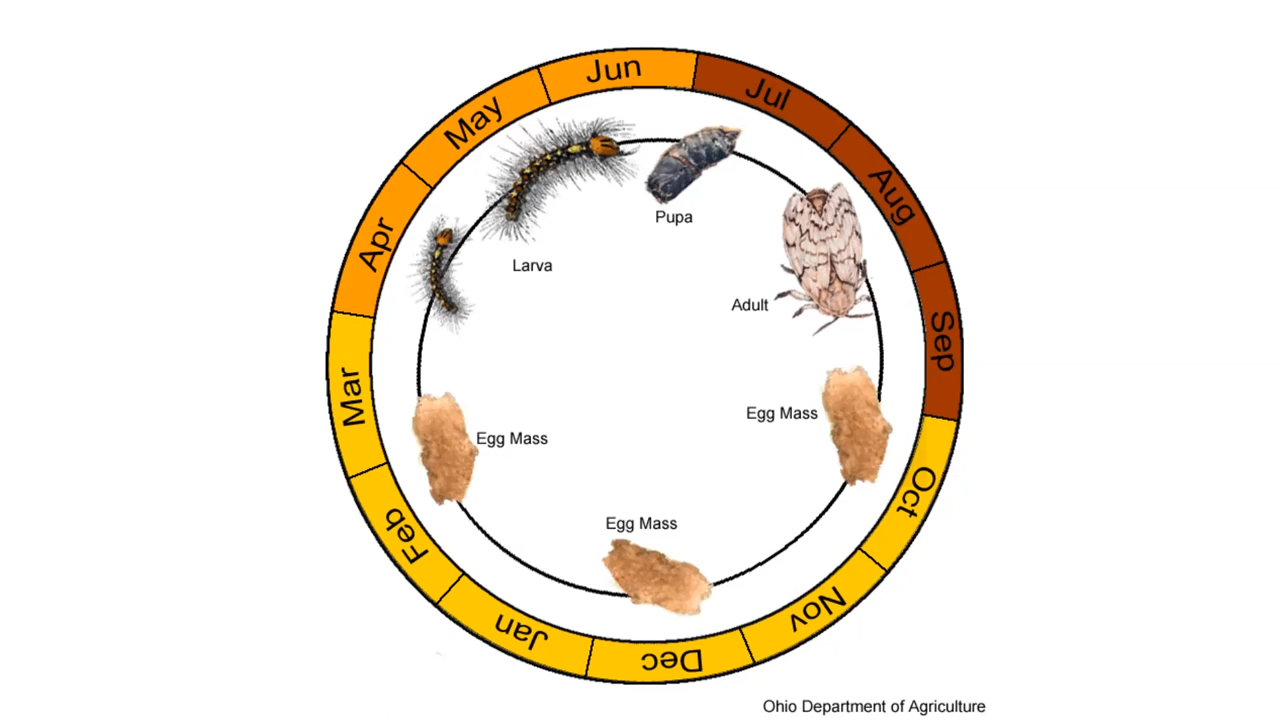 Jun
Jul
May
Aug
Apr
Sep
Mar
Oct
Feb
Nov
Jan
Dec
Pupa
Larva
Adult
Egg Mass
Egg Mass
Egg Mass
Ohio Department of Agriculture